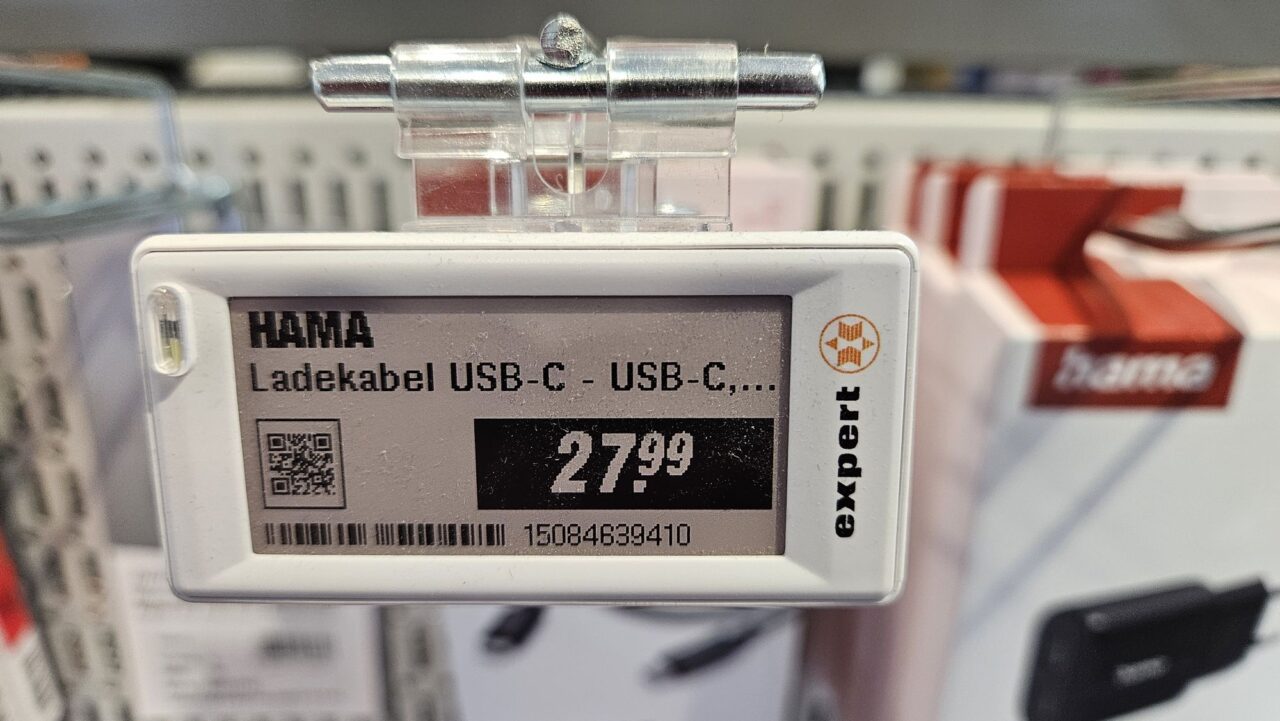 HAMA
Ladekabel USB-C - USB-C,...
27.99
15084639410
expert
hama